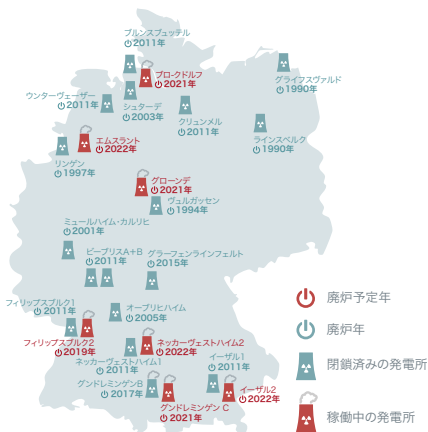 ブルンスブュッテル
2011年
ブロークドルフ
2021年
グライフスヴァルド
1990年
ウンターヴェーザー
2011年
シュターデ
2003年
クリュンメル
2011年
エムスラント
2022年
ラインスベルク
1990年
リンゲン
1997年
グローンデ
2021年
ヴュルガッセン
1994年
ミュールハイム・カルリヒ
2001年
ビーブリスA+B
2011年
グラーフェンラインフェルト
2015年
フィリップスブルク1
2011年
オーブリヒハイム
2005年
フィリップスブルク2
2019年
ネッカーヴェストハイム2
2022年
ネッカーヴェストハイム1
2011年
イーザル1
2011年
グンドレミンゲンB
2017年
イーザル2
2022年
グンドレミンゲン C
2021年
廃炉予定年
廃炉年
閉鎖済みの発電所
稼働中の発電所